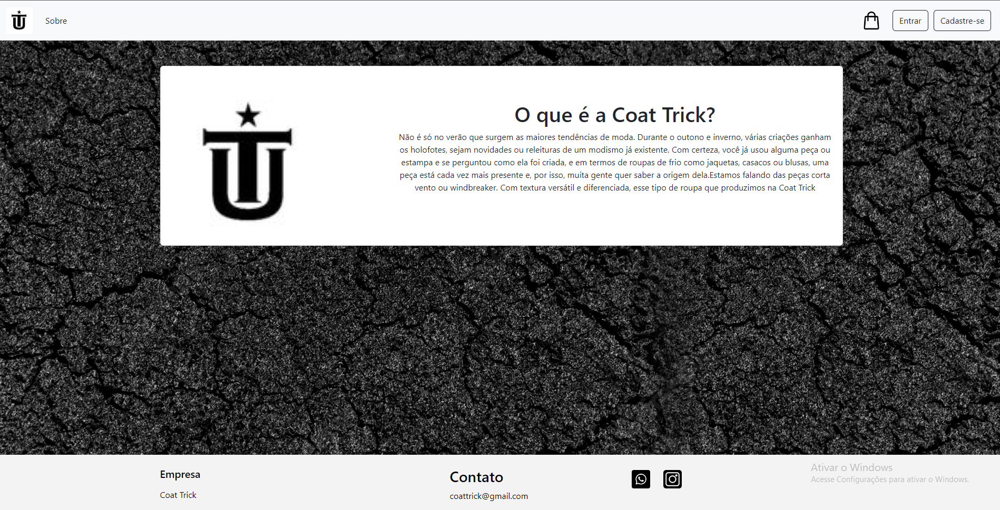 Sobre
Entrar
Cadastre-se
O que é a Coat Trick?
Não é só no verão que surgem as maiores tendências de moda. Durante o outono e inverno, várias criações ganham
os holofotes, sejam novidades ou releituras de um modismo já existente. Com certeza, você já usou alguma peça ou
estampa e se perguntou como ela foi criada, e em termos de roupas de frio como jaquetas, casacos ou blusas, uma
peça está cada vez mais presente e, por isso, muita gente quer saber a origem dela.Estamos falando das peças corta
vento ou windbreaker. Com textura versátil e diferenciada, esse tipo de roupa que produzimos na Coat Trick
Empresa
Coat Trick
Contato
coattrick@gmail.com
Ativar o Windows
Acesse Configurações para ativar o Windows.